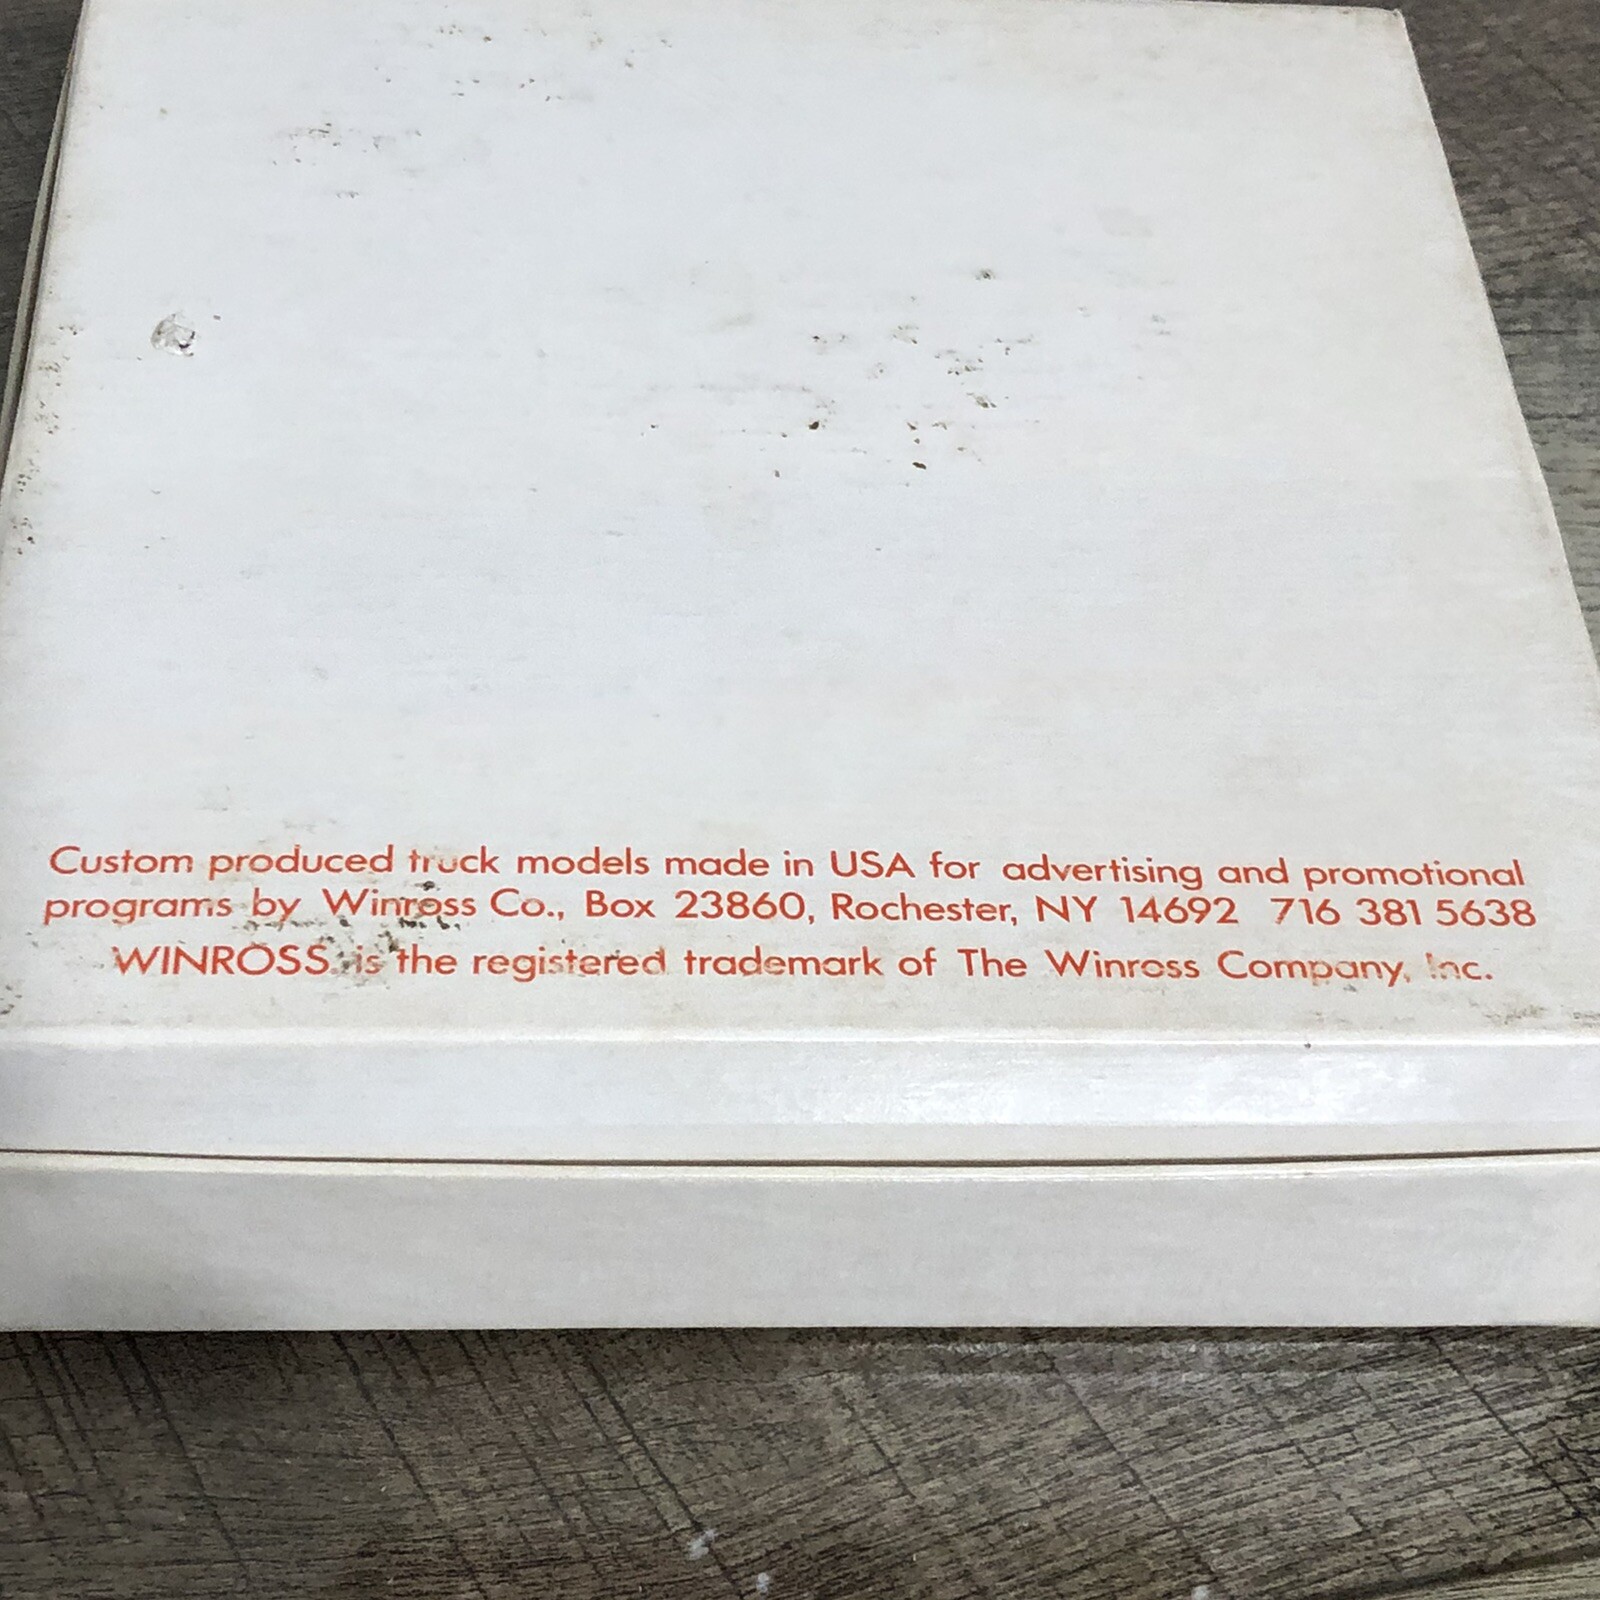 Custom produced truck models made in USA for advertising and promotional
programs by Winross Co., Box 23860, Rochester, NY 14692 716 381 5638
WINROSS is the registered trademark of The Winross Company, Inc.